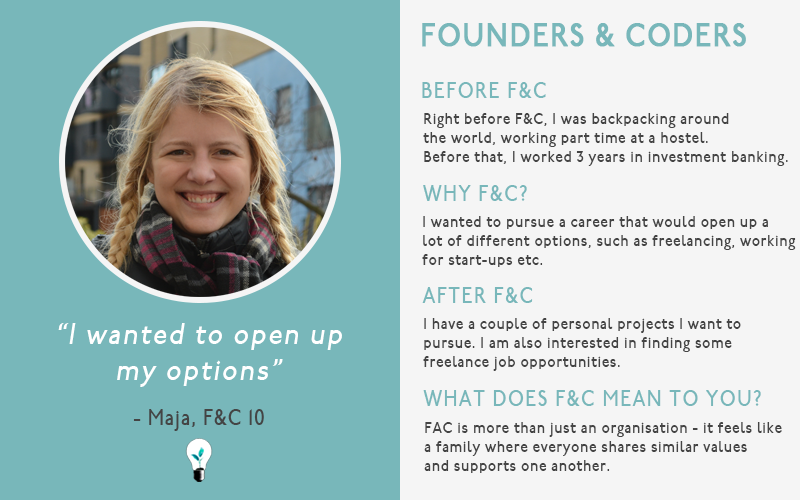 “I wanted to open up
my options”
- Maja, F&C 10
FOUNDERS & CODERS
BEFORE F&C
Right before F&C, I was backpacking around
the world, working part time at a hostel.
Before that, I worked 3 years in investment banking.
WHY F&C?
I wanted to pursue a career that would open up a
lot of different options, such as freelancing, working
for start-ups etc.
AFTER F&C
I have a couple of personal projects I want to
pursue. I am also interested in finding some
freelance job opportunities.
WHAT DOES F&C MEAN TO YOU?
FAC is more than just an organisation - it feels like
a family where everyone shares similar values
and supports one another.